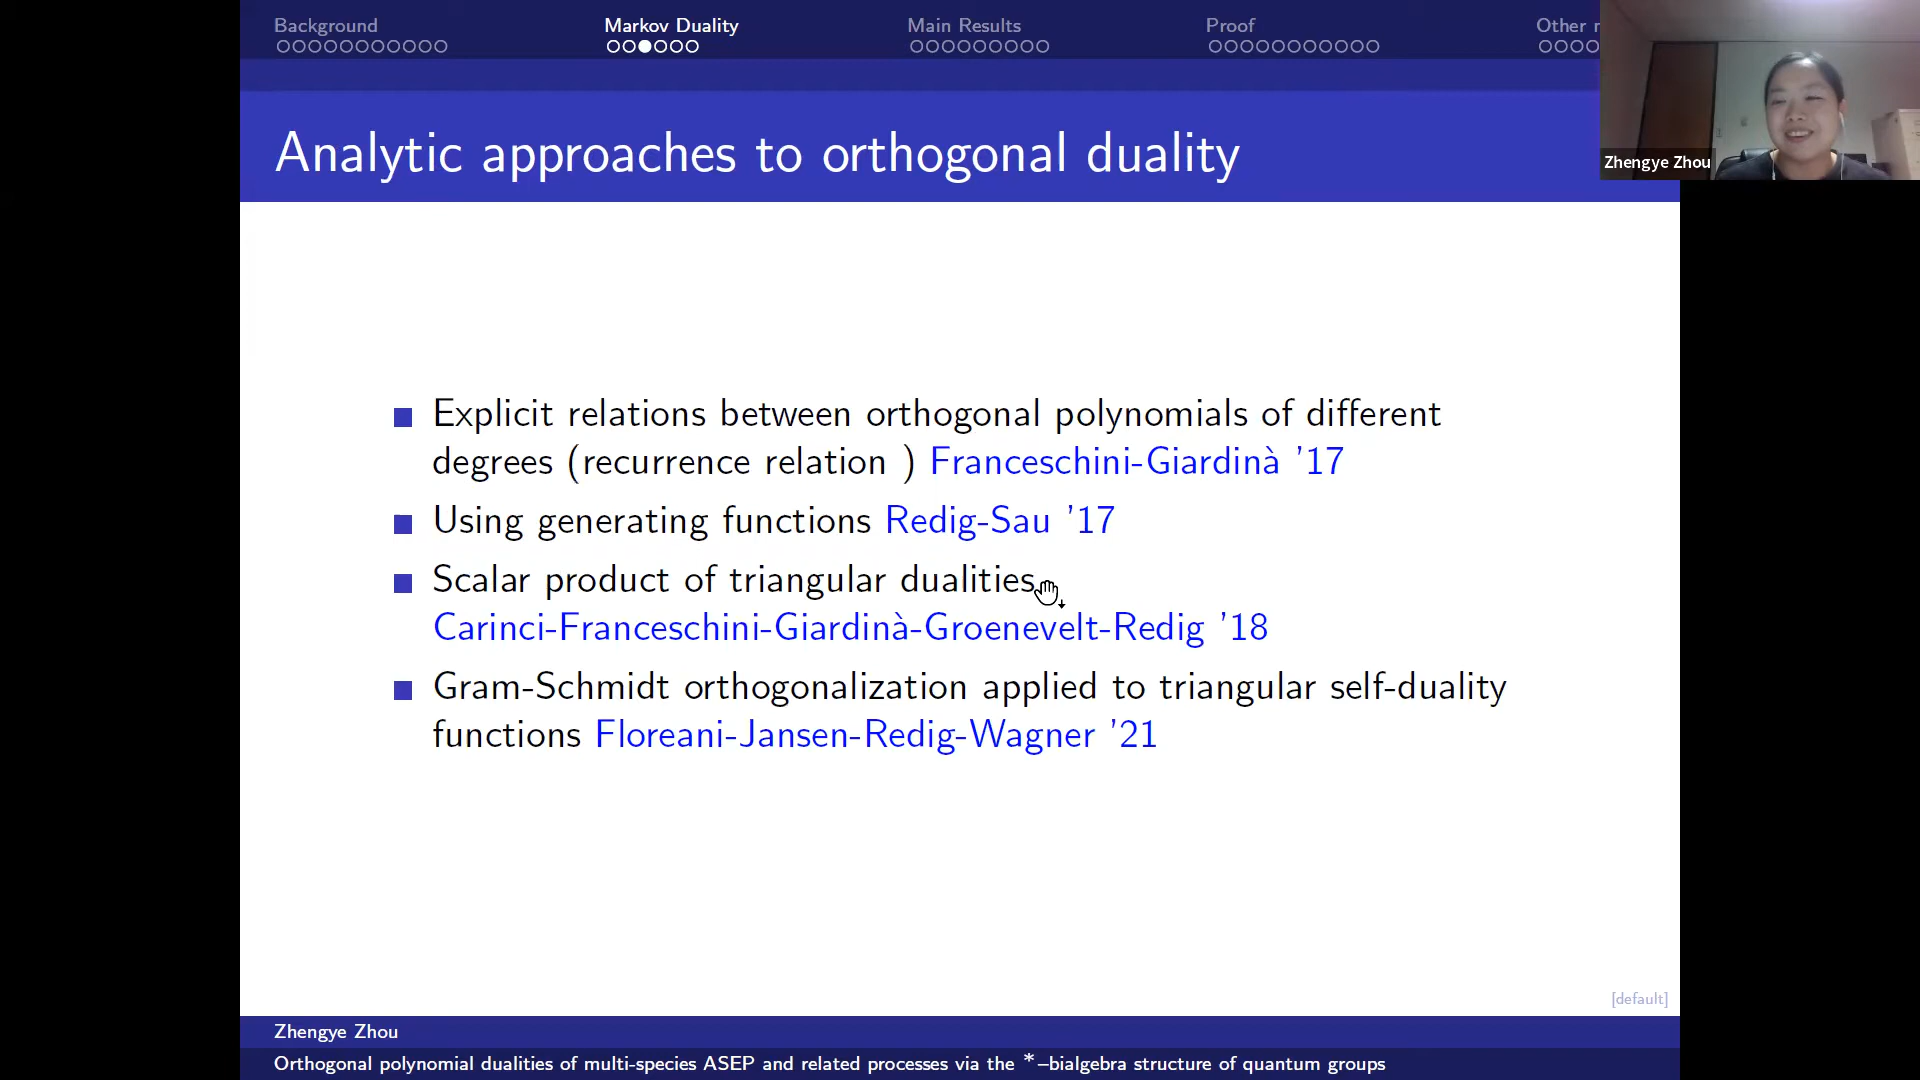 Background
Markov Duality
Main Results
Proof
Other
Zhengye Zhou
Analytic approaches to orthogonal duality
Explicit relations between orthogonal polynomials of different
degrees (recurrence relation ) Franceschini-Giardinà '17
Using generating functions Redig-Sau '17
Scalar product of triangular dualities
Carinci-Franceschini-Giardinà-Groenevelt-Redig '18
Gram-Schmidt orthogonalization applied to triangular self-duality
functions Floreani-Jansen-Redig-Wagner '21
[default]
Zhengye Zhou
Orthogonal polynomial dualities of multi-species ASEP and related processes via the *–bialgebra structure of quantum groups